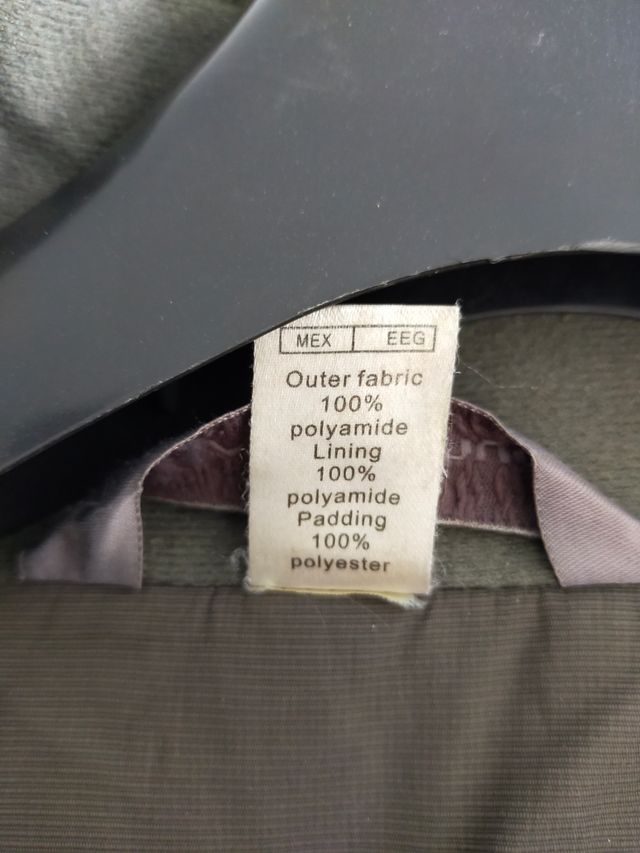 MEX EEG
Outer fabric
100%
polyamide
Lining
100%
polyamide
Padding
100%
polyester